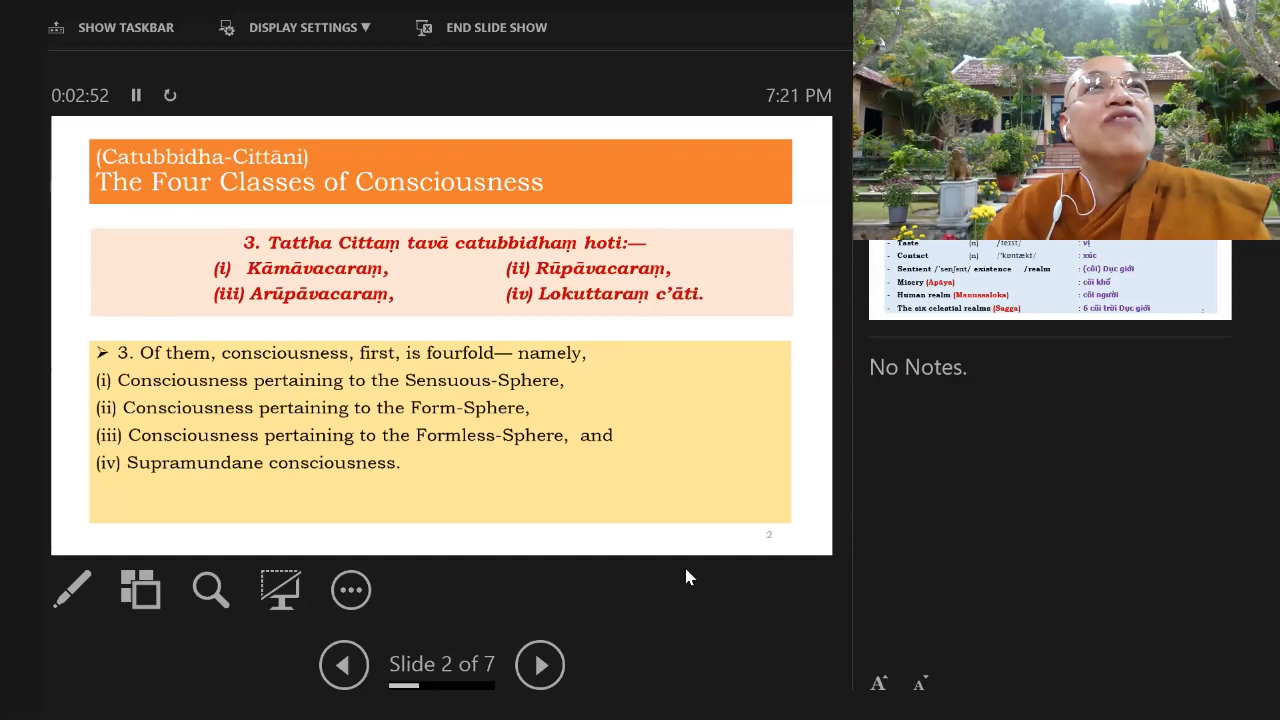 SHOW TASKBAR DISPLAY SETTINGS ▼ END SLIDE SHOW
0:02:52 7:21 PM
(Catubbidha-Cittāni)
The Four Classes of Consciousness
3. Tattha Cittaṃ tavā catubbidhaṃ hoti:—
(i) Kāmāvacaraṃ, (ii) Rūpāvacaraṃ,
(iii) Arūpāvacaraṃ, (iv) Lokuttaraṃ c’āti.
➢ 3. Of them, consciousness, first, is fourfold— namely,
(i) Consciousness pertaining to the Sensuous-Sphere,
(ii) Consciousness pertaining to the Form-Sphere,
(iii) Consciousness pertaining to the Formless-Sphere, and
(iv) Supramundane consciousness.
2
Slide 2 of 7
- Taste (n) /teɪst/ : vị
- Contact (n) /'kɒntækt/ : xúc
- Sentient /'senʃənt/ existence /realm : (cõi) Dục giới
- Misery (Apāya) : cõi khổ
- Human realm (Manussaloka) : cõi người
- The six celestial realms (Sagga) : 6 cõi trời Dục giới
No Notes.
A A